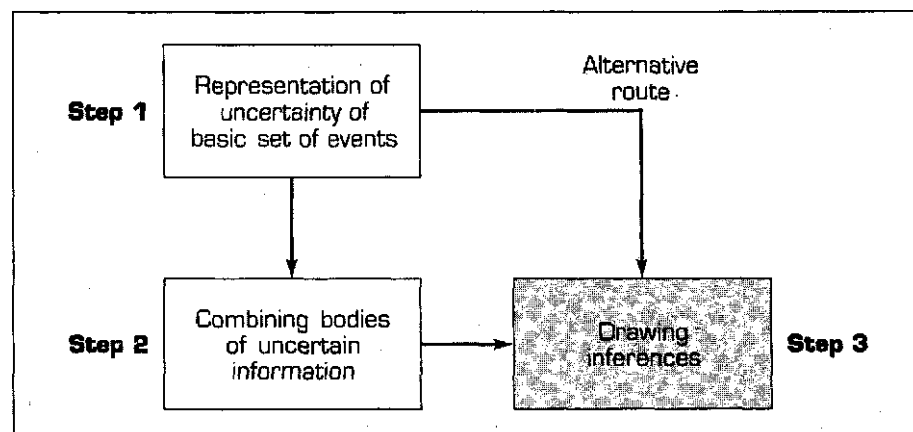 Step 1
Representation of
uncertainty of
basic set of events
Alternative
route
Step 2
Combining bodies
of uncertain
information
Drawing
inferences
Step 3